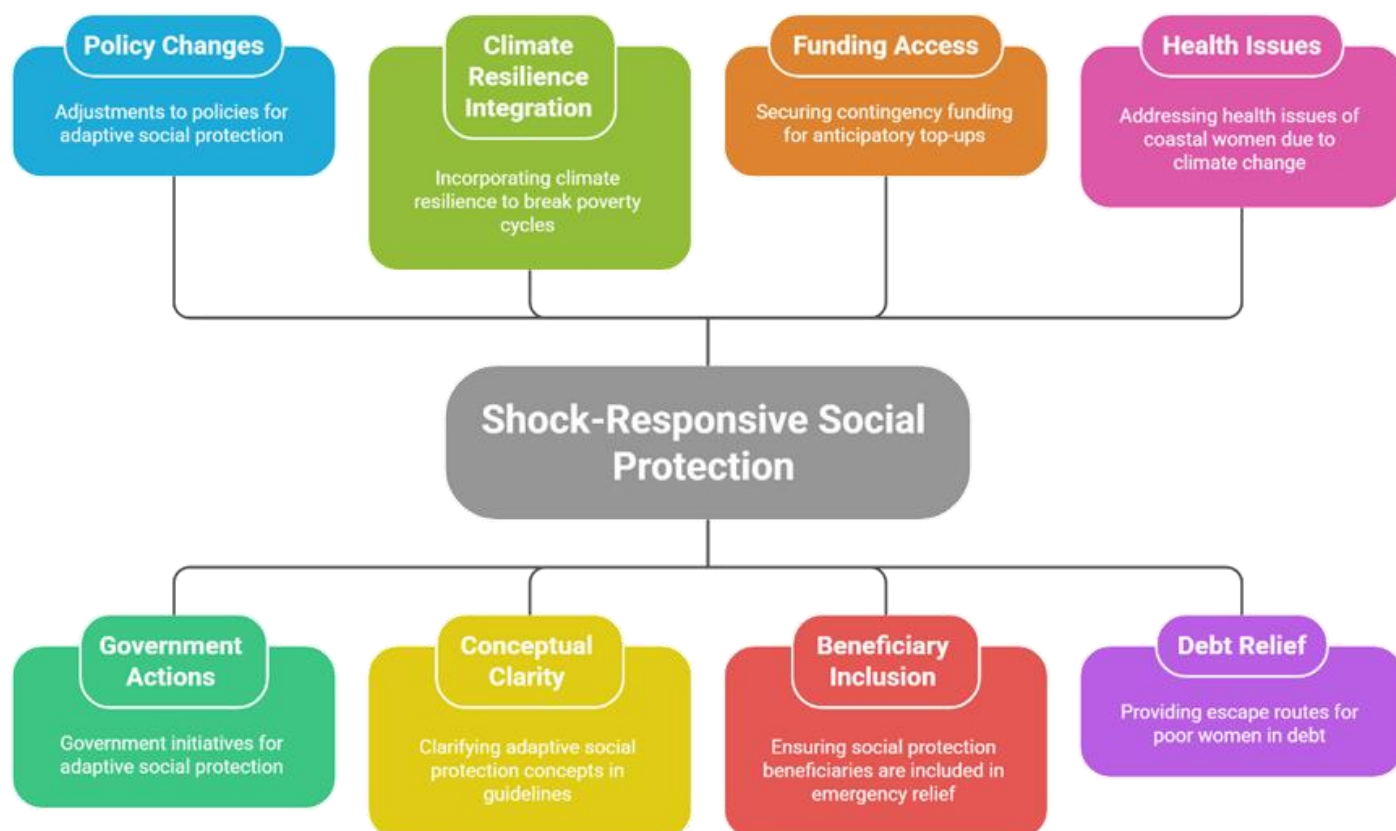 Policy Changes
Adjustments to policies for
adaptive social protection
Climate
Resilience
Integration
Incorporating climate
resilience to break poverty
cycles
Funding Access
Securing contingency funding
for anticipatory top-ups
Health Issues
Addressing health issues of
coastal women due to
climate change
Shock-Responsive Social
Protection
Government
Actions
Government initiatives for
adaptive social protection
Conceptual
Clarity
Clarifying adaptive social
protection concepts in
guidelines
Beneficiary
Inclusion
Ensuring social protection
beneficiaries are included in
emergency relief
Debt Relief
Providing escape routes for
poor women in debt